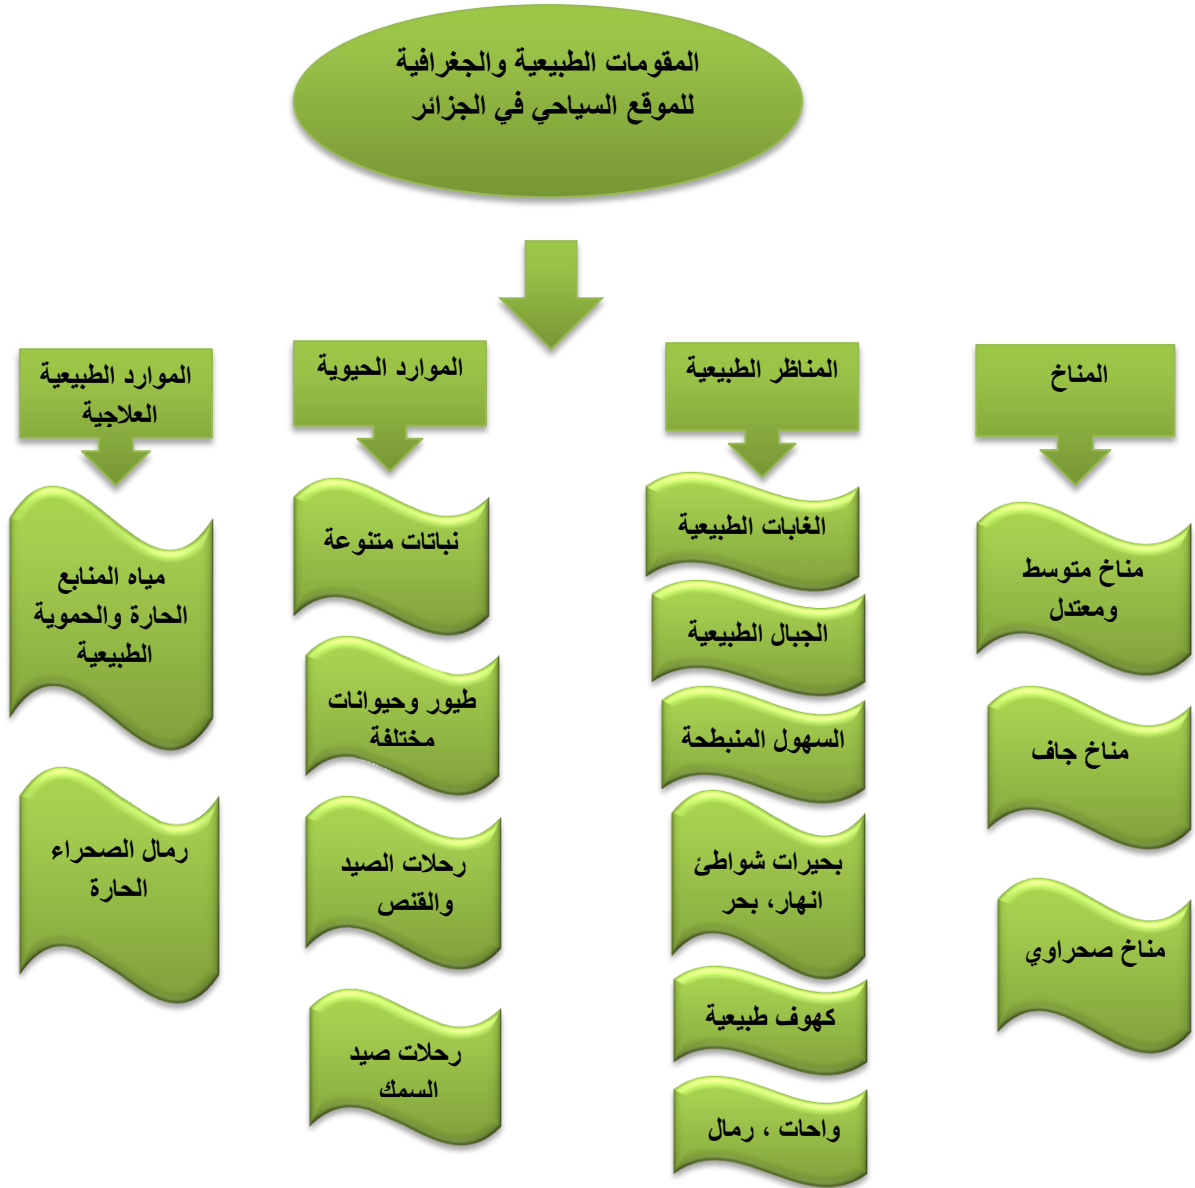 المقومات الطبيعية والجغرافية
للموقع السياحي في الجزائر
المناخ
مناخ متوسط
ومعتدل
مناخ جاف
مناخ صحراوي
المناظر الطبيعية
الغابات الطبيعية
الجبال الطبيعية
السهول المنبطحة
بحيرات شواطئ
انهار، بحر
كهوف طبيعية
واحات ، رمال
الموارد الحيوية
نباتات متنوعة
طيور وحيوانات
مختلفة
رحلات الصيد
والقنص
رحلات صيد
السمك
الموارد الطبيعية
العلاجية
مياه المنابع
الحارة والحموية
الطبيعية
رمال الصحراء
الحارة